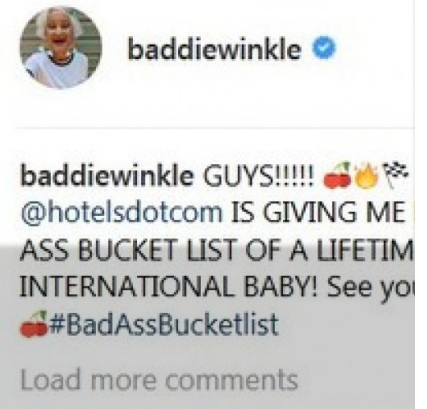 baddiewinkle
baddiewinkle GUYS!!!!! 🍒🔥🏁
@hotelsdotcom IS GIVING ME
ASS BUCKET LIST OF A LIFETIM
INTERNATIONAL BABY! See you
🍒#BadAssBucketlist
Load more comments